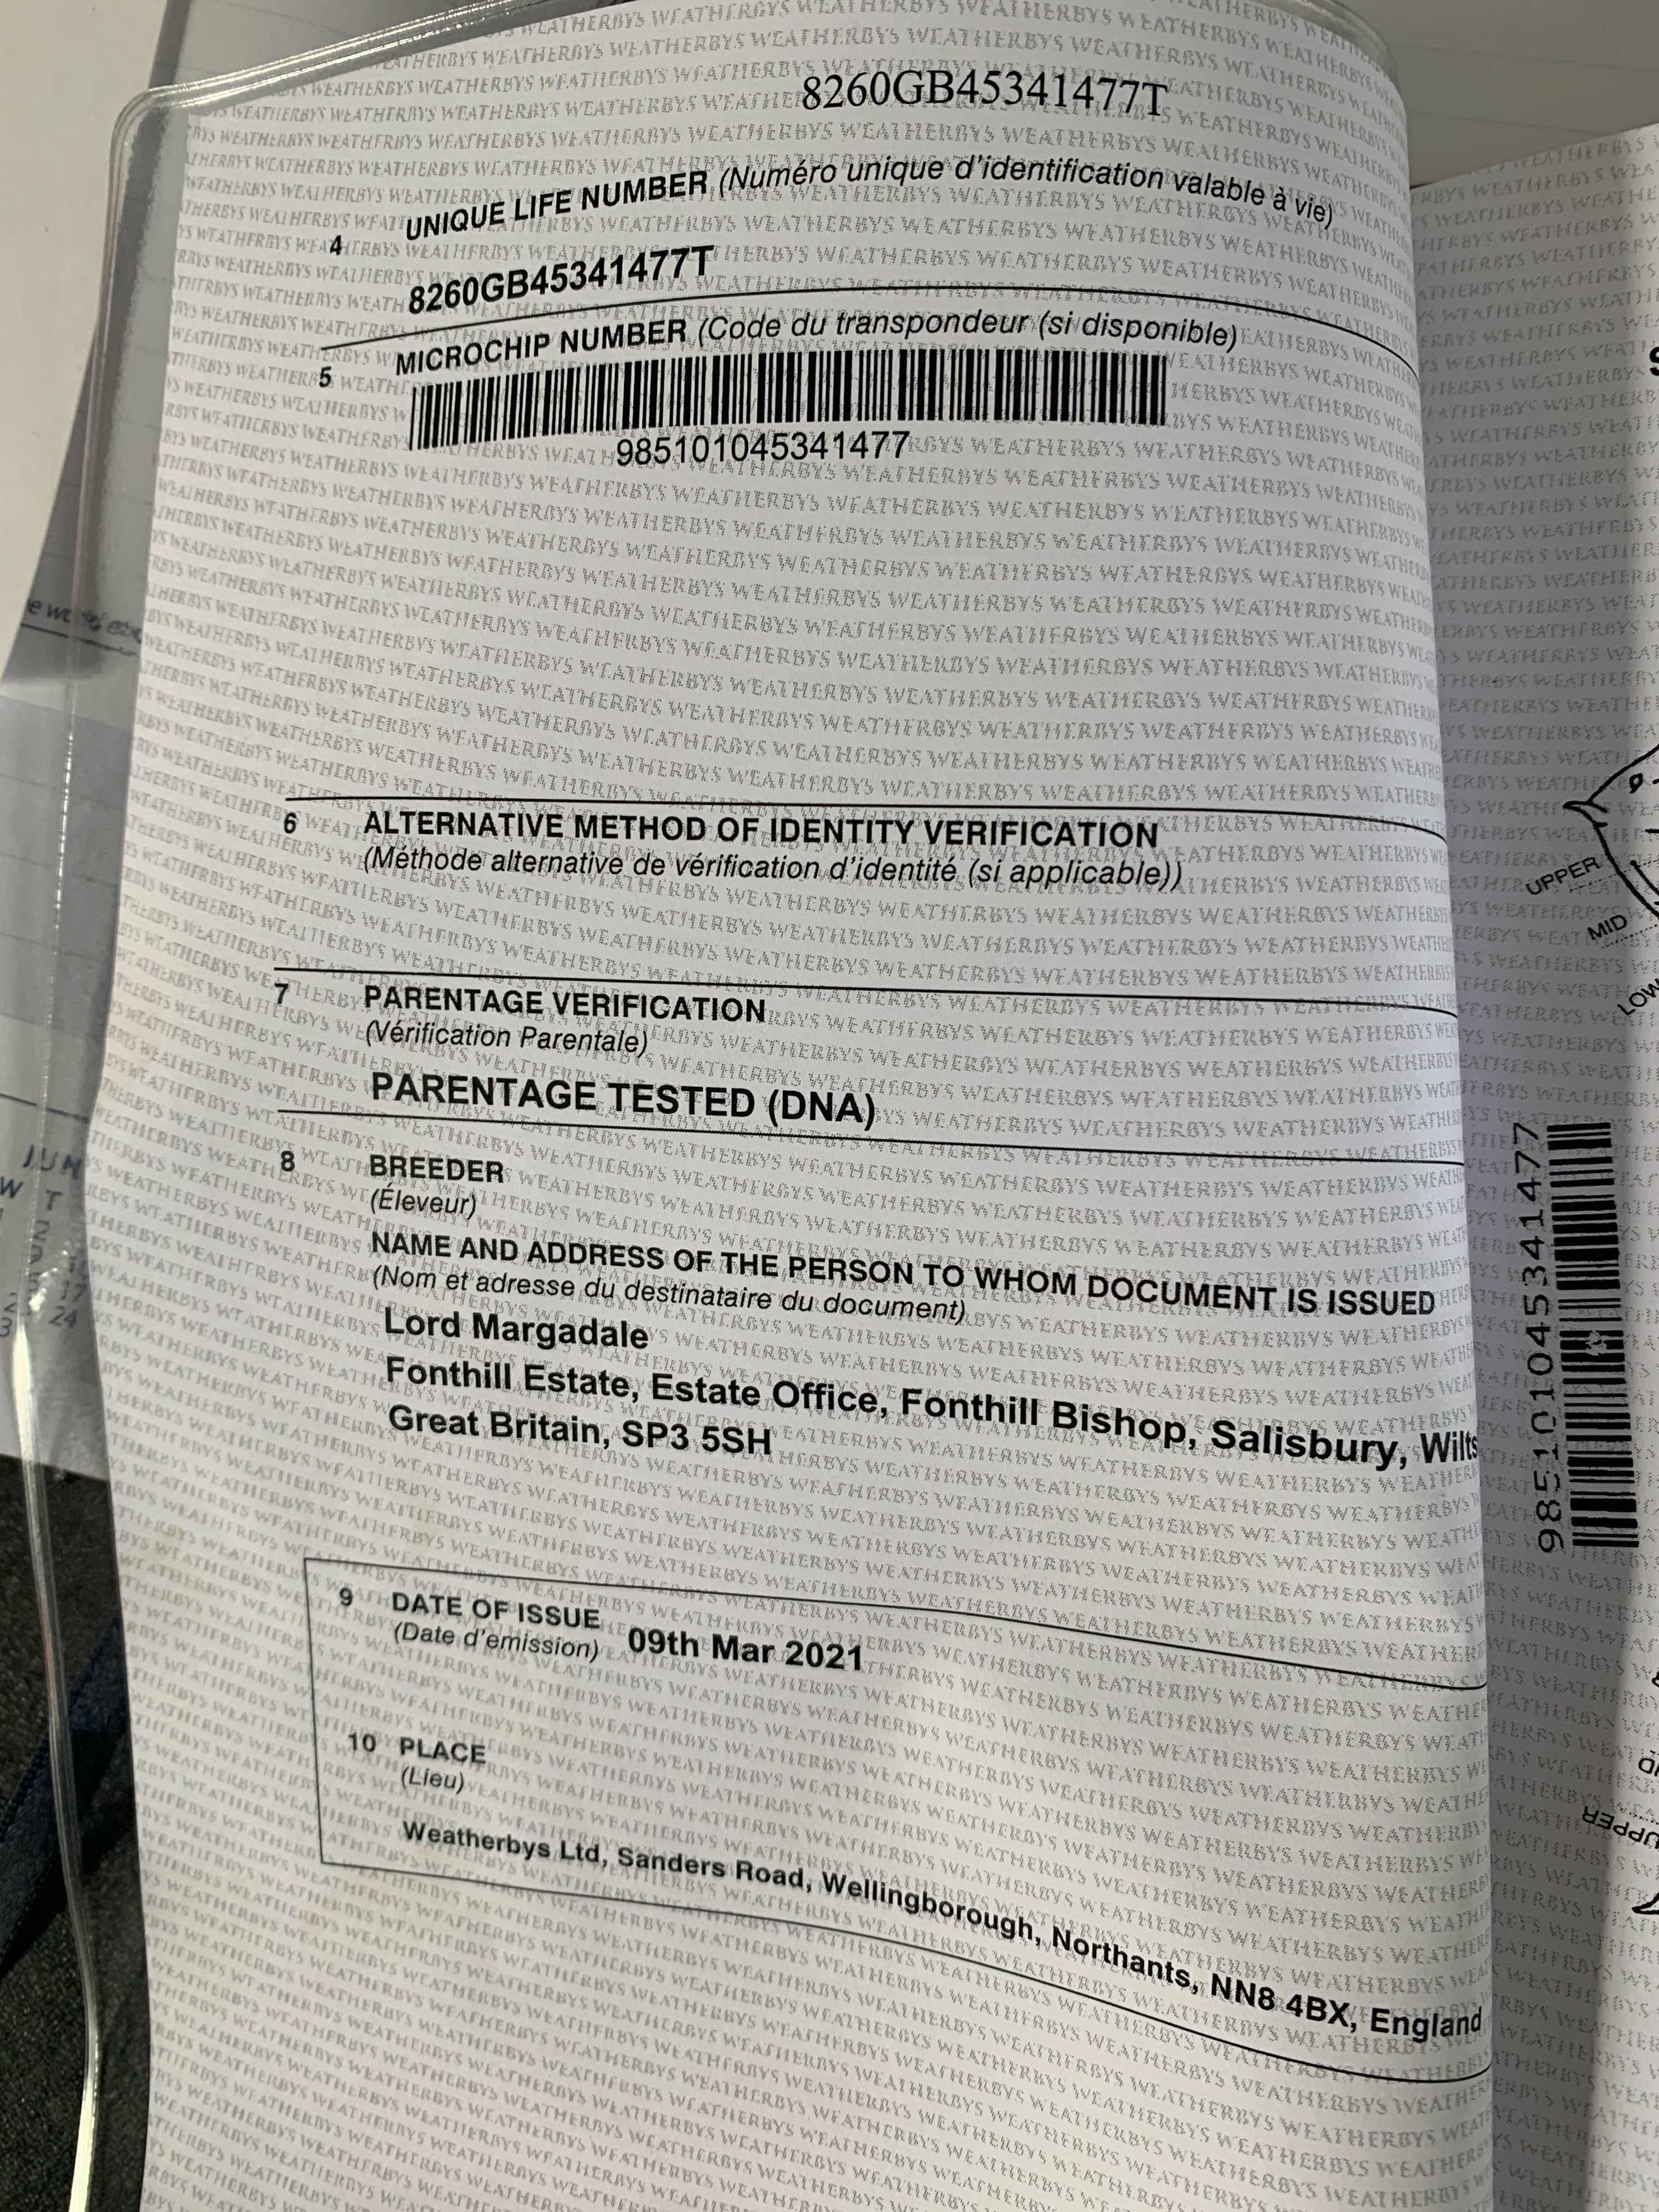 8260GB45341477T
4 UNIQUE LIFE NUMBER (Numéro unique d'identification valable à vie)
8260GB45341477T
5 MICROCHIP NUMBER (Code du transpondeur (si disponible)
985101045341477
6 ALTERNATIVE METHOD OF IDENTITY VERIFICATION
(Méthode alternative de vérification d'identité (si applicable))
7 PARENTAGE VERIFICATION
(Vérification Parentale)
PARENTAGE TESTED (DNA)
8 BREEDER
(Éleveur)
NAME AND ADDRESS OF THE PERSON TO WHOM DOCUMENT IS ISSUED
(Nom et adresse du destinataire du document)
Lord Margadale
Fonthill Estate, Estate Office, Fonthill Bishop, Salisbury, Wilts
Great Britain, SP3 5SH
9 DATE OF ISSUE
(Date d'emission) 09th Mar 2021
10 PLACE
(Lieu)
Weatherbys Ltd, Sanders Road, Wellingborough, Northants, NN8 4BX, England
UPPER
MID
LOW
985101045341477
UPPER